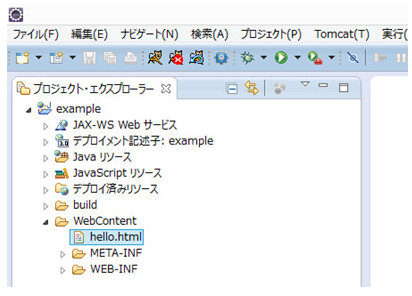 ファイル(F) 編集(E) ナビゲート(N) 検索(A) プロジェクト(P) Tomcat(T) 実行(
プロジェクト・エクスプローラー
example
JAX-WS Web サービス
デプロイメント記述子: example
Java リソース
JavaScript リソース
デプロイ済みリソース
build
WebContent
hello.html
META-INF
WEB-INF